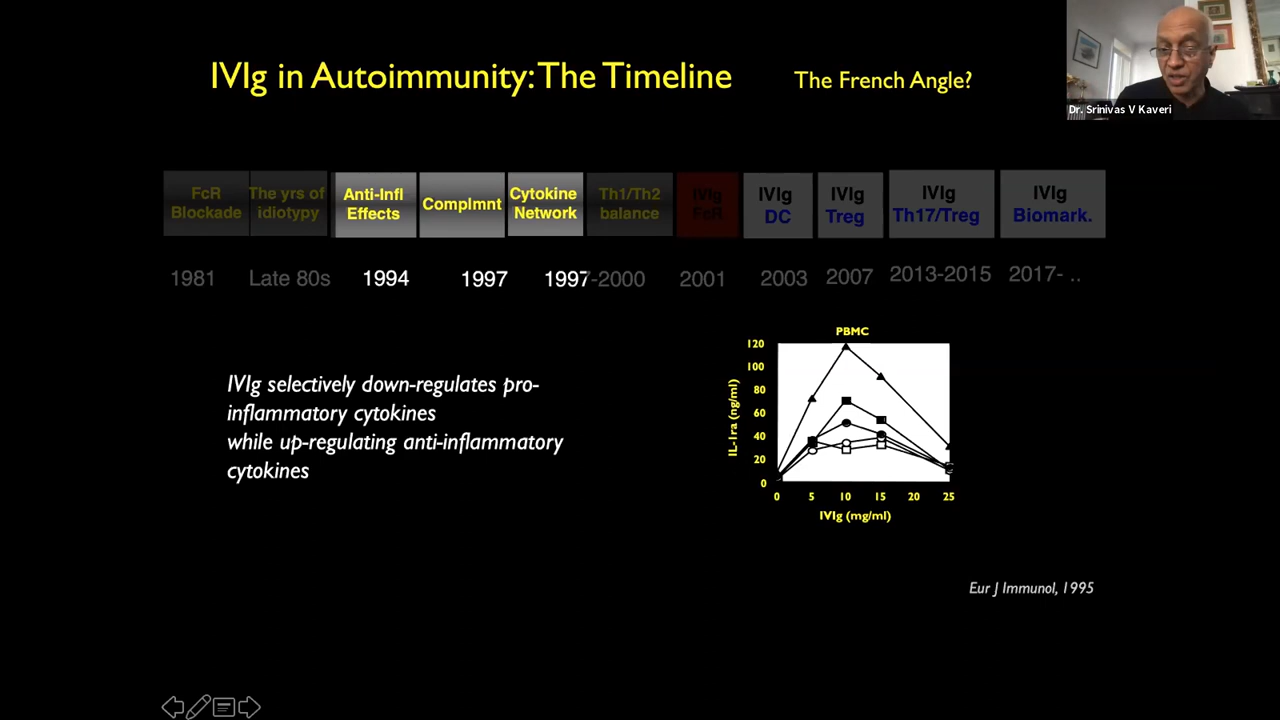 IVIg in Autoimmunity: The Timeline
The French Angle?
Dr. Srinivas V Kaveri
FcR
Blockade
The yrs of
idiotypy
Anti-Infl
Effects
Complmnt
Cytokine
Network
Th1/Th2
balance
IVIg
FcR
IVIg
DC
IVIg
Treg
IVIg
Th17/Treg
IVIg
Biomark.
1981
Late 80s
1994
1997
1997-2000
2001
2003
2007
2013-2015
2017- ..
IVIg selectively down-regulates pro-
inflammatory cytokines
while up-regulating anti-inflammatory
cytokines
PBMC
120
100
80
60
40
20
0
IL-1ra (ng/ml)
0 5 10 15 20 25
IVIg (mg/ml)
Eur J Immunol, 1995